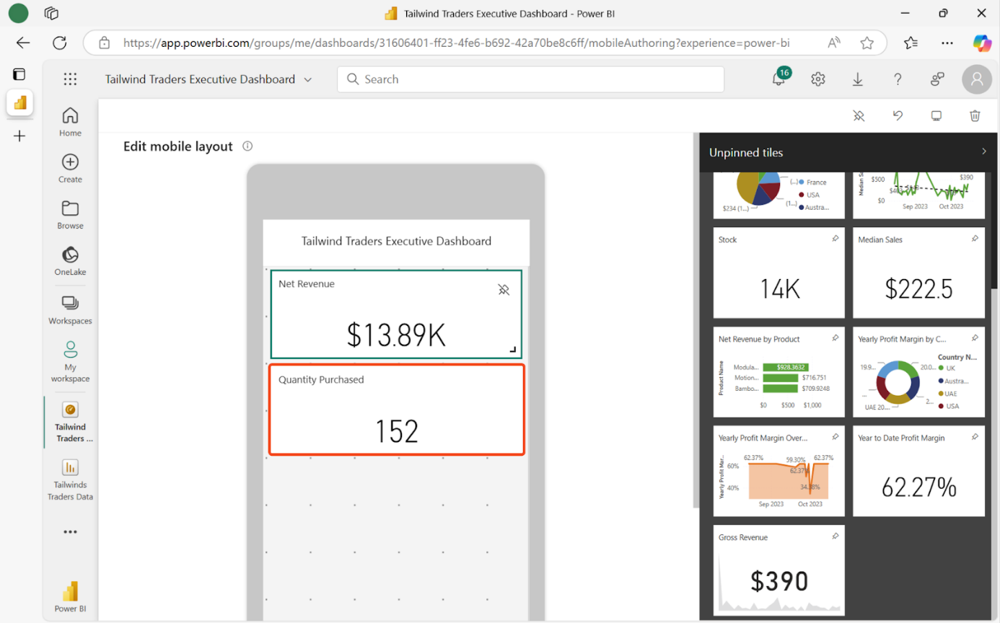 Tailwind Traders Executive Dashboard - Power BI
https://app.powerbi.com/groups/me/dashboards/31606401-ff23-4fe6-b692-42a70be8c6ff/mobileAuthoring?experience=power-bi
Tailwind Traders Executive Dashboard
Search
16
Home
Create
Browse
OneLake
Workspaces
My
workspace
Tailwind
Traders ...
Tailwinds
Traders Data
Power BI
Edit mobile layout
Tailwind Traders Executive Dashboard
Net Revenue
$13.89K
Quantity Purchased
152
Unpinned tiles
(...)
France
USA
(1...)
Austra...
$234 (1...)
$500
$0
$390
Sep 2023
Oct 2023
Stock
14K
Median Sales
$222.5
Net Revenue by Product
Product Name
Modula...
$928.3632
Motion...
$716.751
Bambo...
$709.9248
$0
$500
$1,000
Yearly Profit Margin by C...
Country N...
19.9...
20.0...
UK
Austra...
UAE
USA
...
2...
UAE 20...
Yearly Profit Margin Over...
Yearly Profit Mar...
60%
40%
62.37%
59.30%
62.37%
62.37%
34.38%
Sep 2023
Oct 2023
Year to Date Profit Margin
62.27%
Gross Revenue
$390